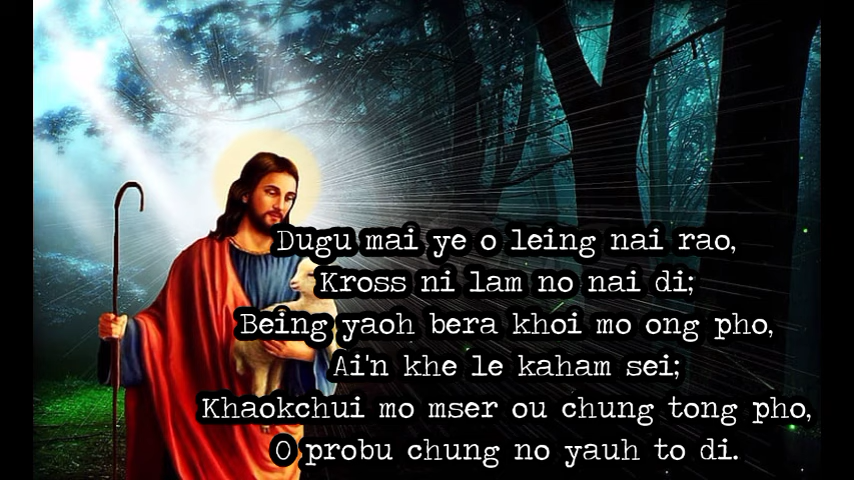 Dugu mai ye o leing nai rao,
Kross ni lam no nai di;
Being yaoh bera khoi mo ong pho,
Ai'n khe le kaham sei;
Khaokchui mo mser ou chung tong pho,
O probu chung no yauh to di.